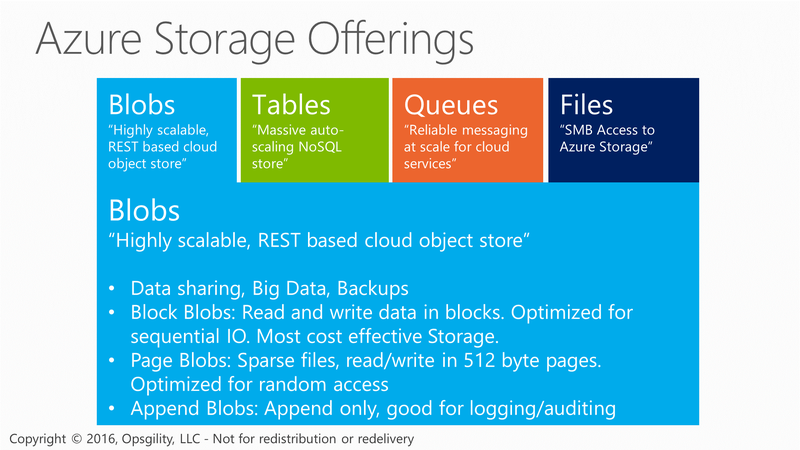 Azure Storage Offerings
Blobs
“Highly scalable,
REST based cloud
object store”
Tables
“Massive auto-
scaling NoSQL
store”
Queues
“Reliable messaging
at scale for cloud
services”
Files
“SMB Access to
Azure Storage”
Blobs
“Highly scalable, REST based cloud object store”
• Data sharing, Big Data, Backups
• Block Blobs: Read and write data in blocks. Optimized for
sequential IO. Most cost effective Storage.
• Page Blobs: Sparse files, read/write in 512 byte pages.
Optimized for random access
• Append Blobs: Append only, good for logging/auditing
Copyright © 2016, Opsgility, LLC - Not for redistribution or redelivery